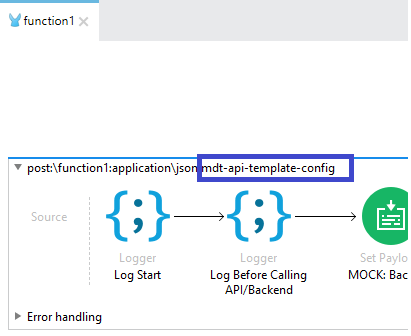 function1
post:\function1:application\json:mdt-api-template-config
Source
Logger
Log Start
Logger
Log Before Calling
API/Backend
Set Paylo
MOCK: Bac
Error handling